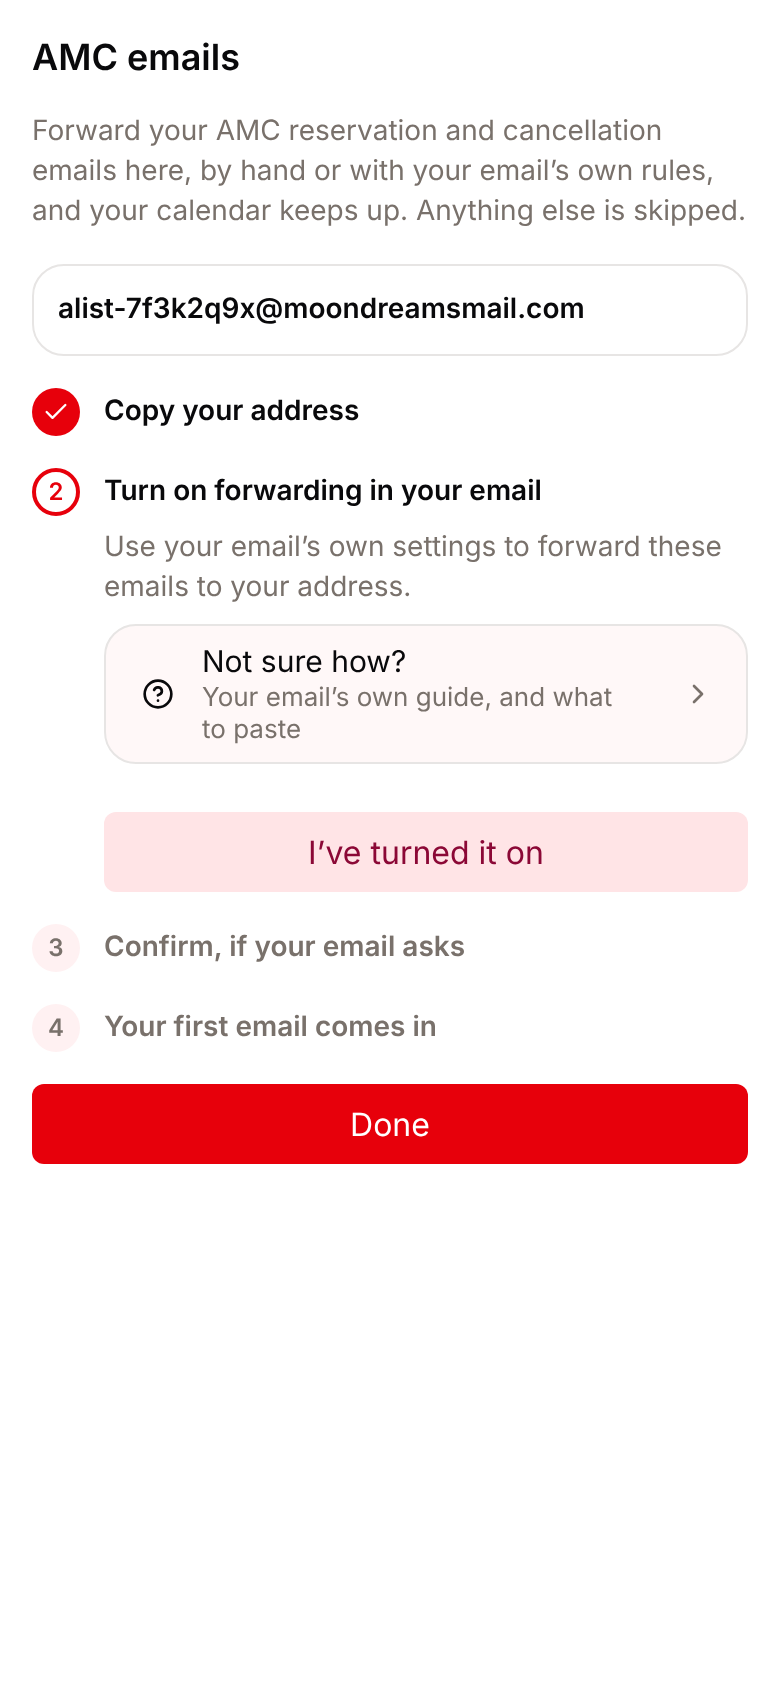 AMC emails
Forward your AMC reservation and cancellation
emails here, by hand or with your email’s own rules,
and your calendar keeps up. Anything else is skipped.
alist-7f3k2q9x@moondreamsmail.com
Copy your address
2
Turn on forwarding in your email
Use your email’s own settings to forward these
emails to your address.
Not sure how?
Your email’s own guide, and what
to paste
I’ve turned it on
3
Confirm, if your email asks
4
Your first email comes in
Done